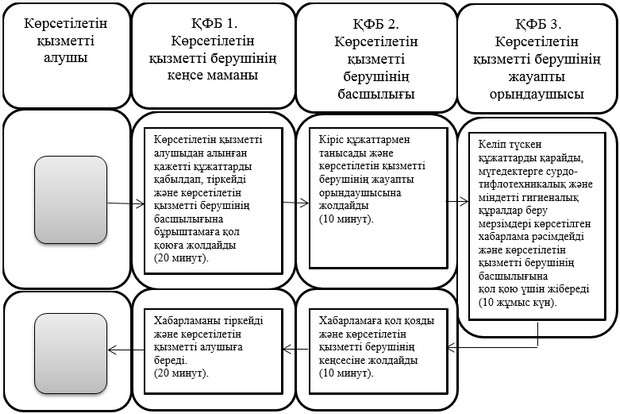 Көрсетілетін
қызметті
алушы
ҚФБ 1.
Көрсетілетін
қызметті берушінің
кеңсе маманы
ҚФБ 2.
Көрсетілетін
қызметті
берушінің
басшылығы
ҚФБ 3.
Көрсетілетін
қызметті берушінің
жауапты
орындаушысы
Көрсетілетін қызметті
алушыдан алынған
қажетті құжаттарды
қабылдап, тіркейді
және көрсетілетін
қызметті берушінің
басшылығына
бұрыштамаға қол
қоюға жолдайды
(20 минут).
Кіріс құжаттармен
танысады және
көрсетілетін қызметті
берушінің жауапты
орындаушысына
жолдайды
(10 минут).
Келіп түскен
құжаттарды қарайды,
мүгедектерге сурдо-
тифлотехникалық және
міндетті гигиеналық
құралдар беру
мерзімдері көрсетілген
хабарлама рәсімдейді
және көрсетілетін
қызметті берушінің
басшылығына
қол қою үшін жібереді
(10 жұмыс күн).
Хабарламаны тіркейді
және көрсетілетін
қызметті алушыға
береді.
(20 минут).
Хабарламаға қол қояды
және көрсетілетін
қызметті берушінің
кеңсесіне жолдайды
(10 минут).